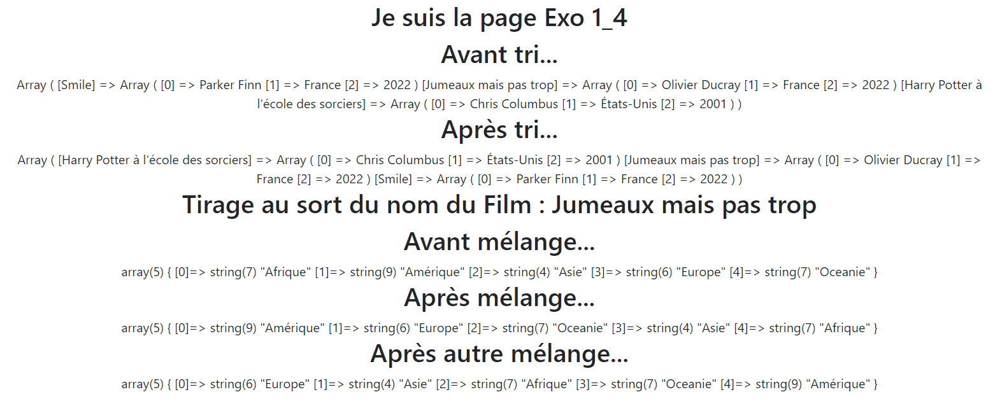 Je suis la page Exo 1_4
Avant tri...
Array ( [Smile] => Array ( [0] => Parker Finn [1] => France [2] => 2022 ) [Jumeaux mais pas trop] => Array ( [0] => Olivier Ducray [1] => France [2] => 2022 ) [Harry Potter à
l'école des sorciers] => Array ( [0] => Chris Columbus [1] => États-Unis [2] => 2001 ) )
Après tri...
Array ( [Harry Potter à l'école des sorciers] => Array ( [0] => Chris Columbus [1] => États-Unis [2] => 2001 ) [Jumeaux mais pas trop] => Array ( [0] => Olivier Ducray [1] =>
France [2] => 2022 ) [Smile] => Array ( [0] => Parker Finn [1] => France [2] => 2022 ) )
Tirage au sort du nom du Film : Jumeaux mais pas trop
Avant mélange...
array(5) { [0]=> string(7) "Afrique" [1]=> string(9) "Amérique" [2]=> string(4) "Asie" [3]=> string(6) "Europe" [4]=> string(7) "Oceanie" }
Après mélange...
array(5) { [0]=> string(9) "Amérique" [1]=> string(6) "Europe" [2]=> string(7) "Oceanie" [3]=> string(4) "Asie" [4]=> string(7) "Afrique" }
Après autre mélange...
array(5) { [0]=> string(6) "Europe" [1]=> string(4) "Asie" [2]=> string(7) "Afrique" [3]=> string(7) "Oceanie" [4]=> string(9) "Amérique" }